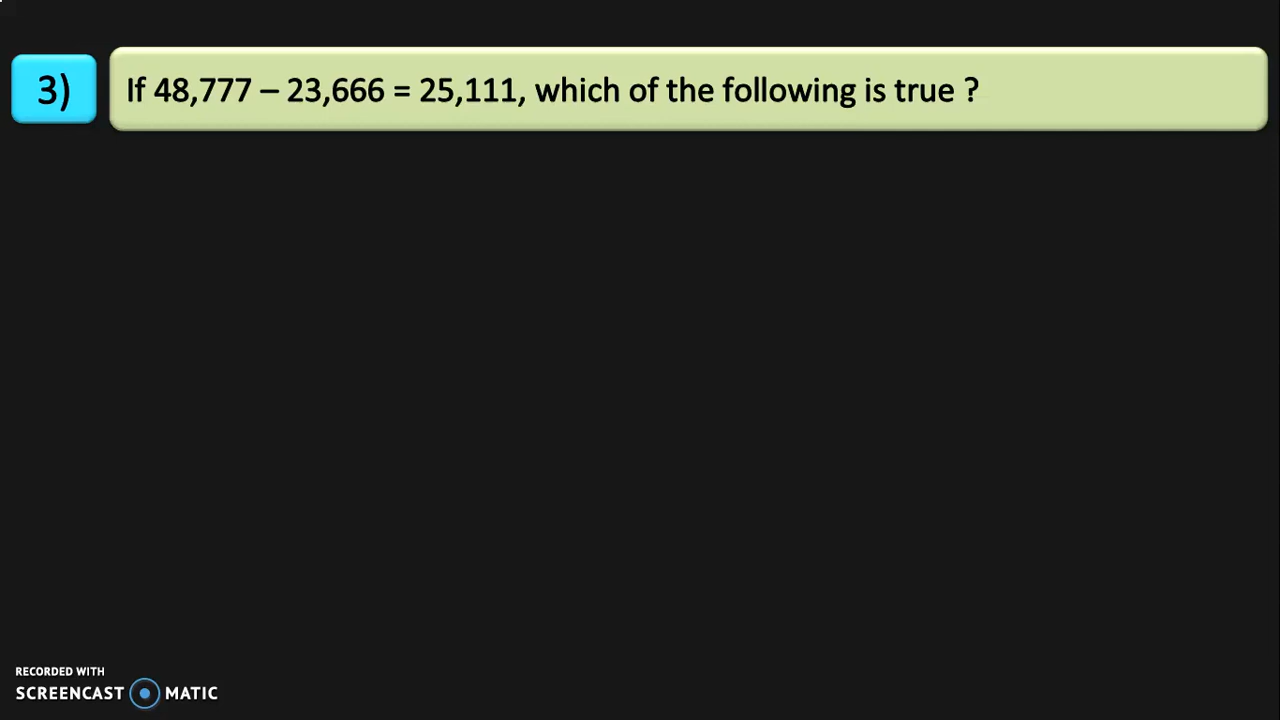 3)
If 48,777 – 23,666 = 25,111, which of the following is true ?
RECORDED WITH
SCREENCAST MATIC